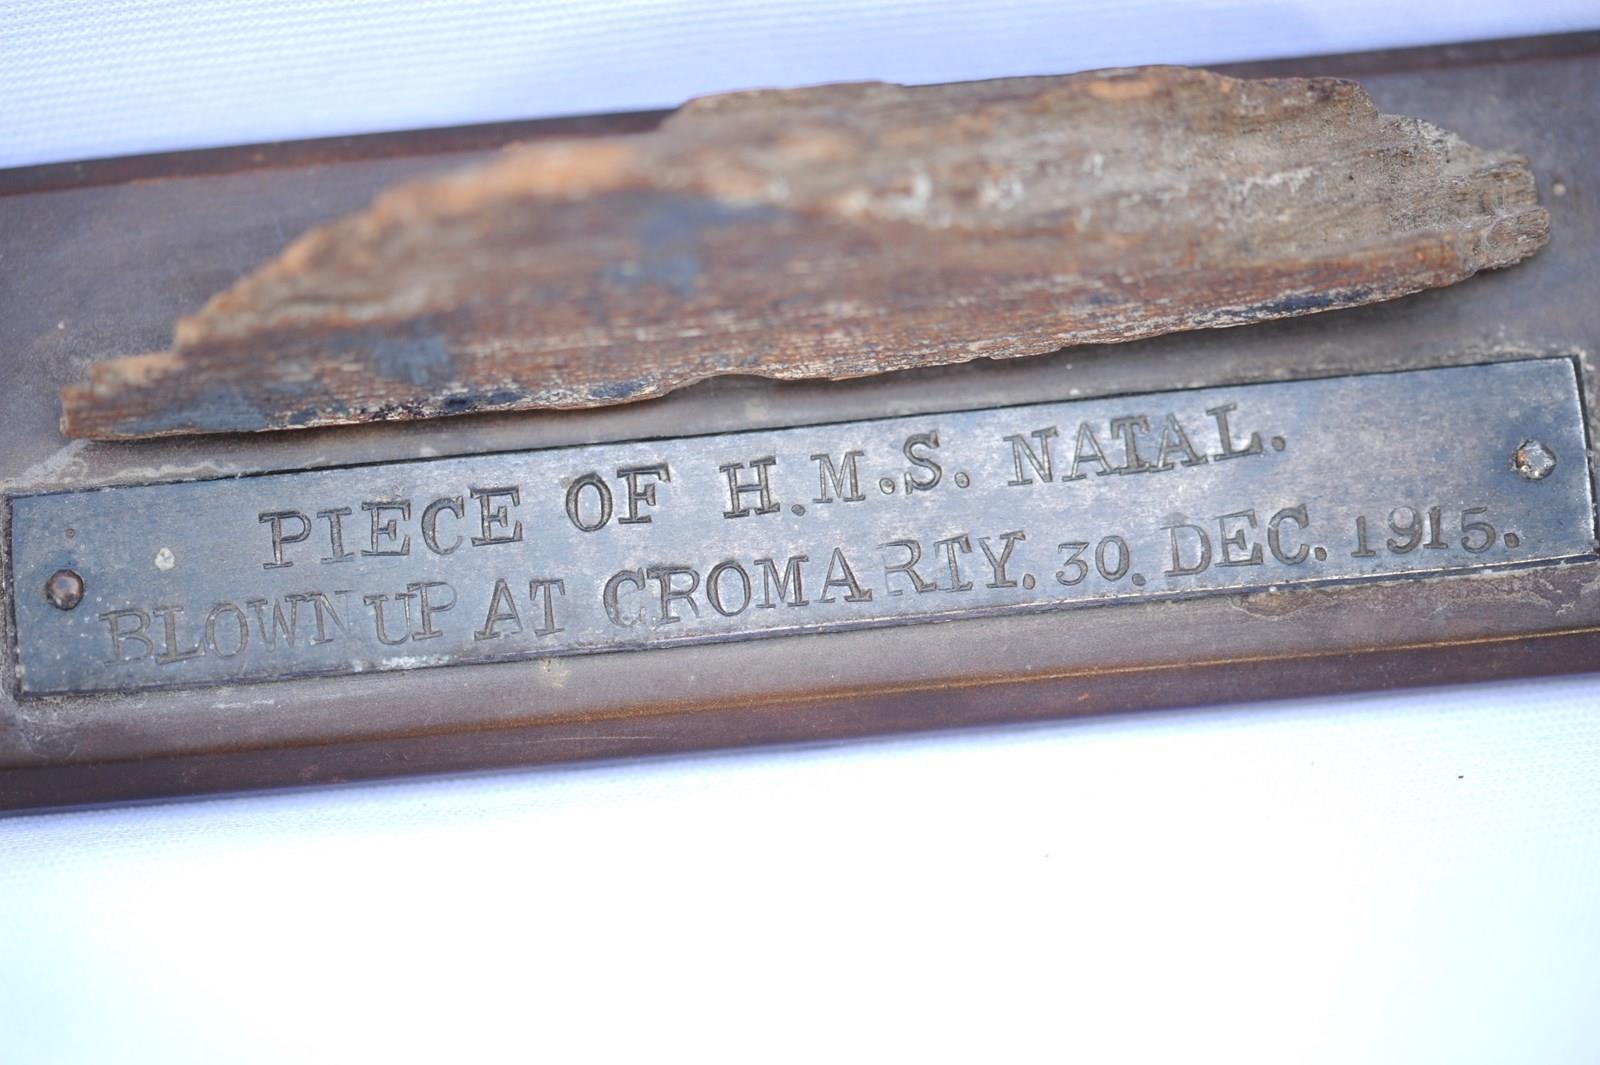 PIECE OF H.M.S. NATAL.
BLOWN UP AT CROMARTY. 30. DEC. 1915.